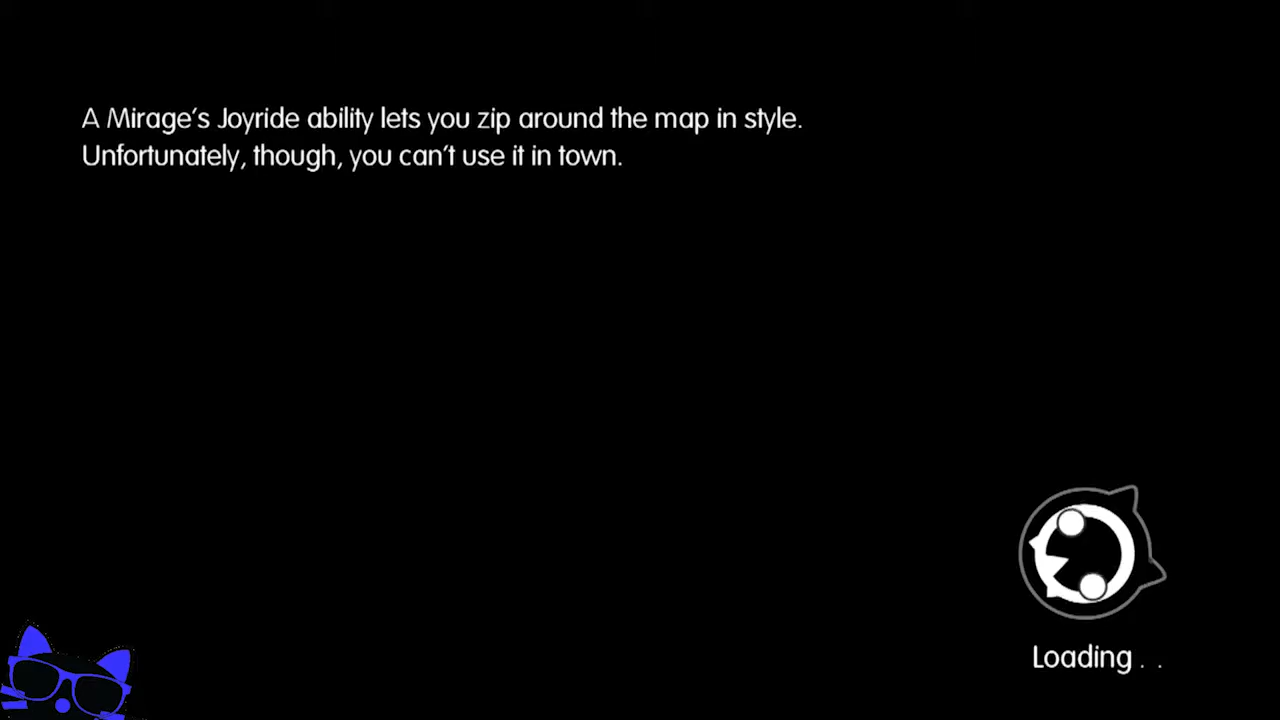 A Mirage's Joyride ability lets you zip around the map in style.
Unfortunately, though, you can't use it in town.
Loading . .